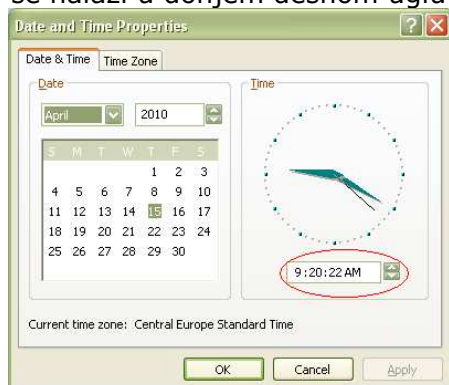 se nalazi u donjem desnom uglu
Date and Time Properties
Date & Time Time Zone
Date
Time
April 2010
S M T W T F S
1 2 3
4 5 6 7 8 9 10
11 12 13 14 15 16 17
18 19 20 21 22 23 24
25 26 27 28 29 30
9:20:22 AM
Current time zone: Central Europe Standard Time
OK Cancel Apply